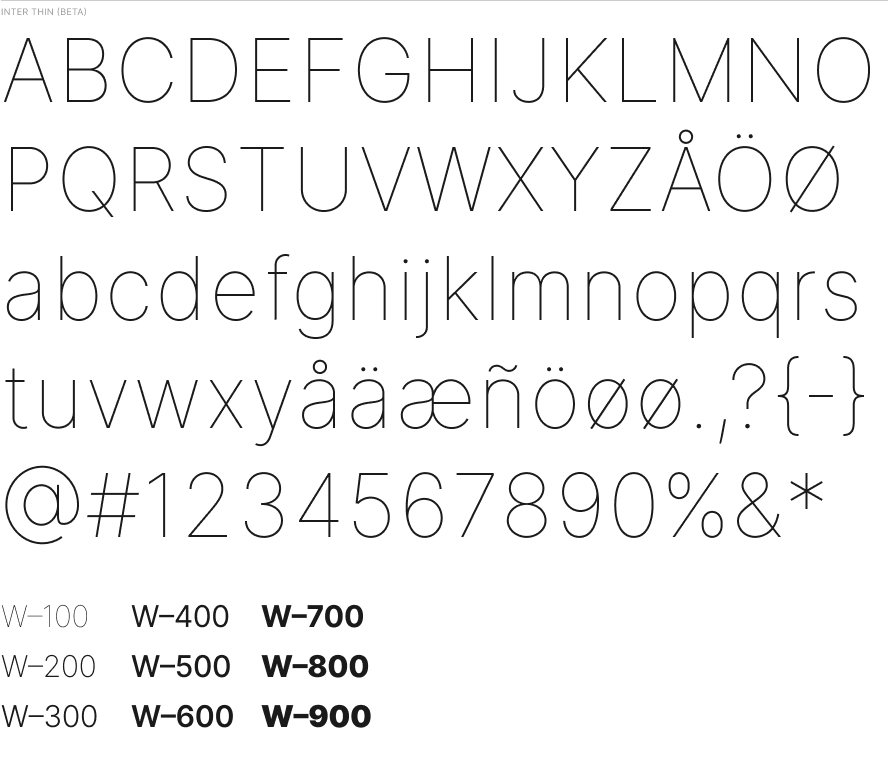 INTER THIN (BETA)
ABCDEFGHIJKLMNO
PQRSTUVWXYZÅÖØ
abcdefghijklmnopqrs
tuvwxyåäæñöøø.,?{-}
@#1234567890%&*
W–100 W–400 W–700
W–200 W–500 W–800
W–300 W–600 W–900